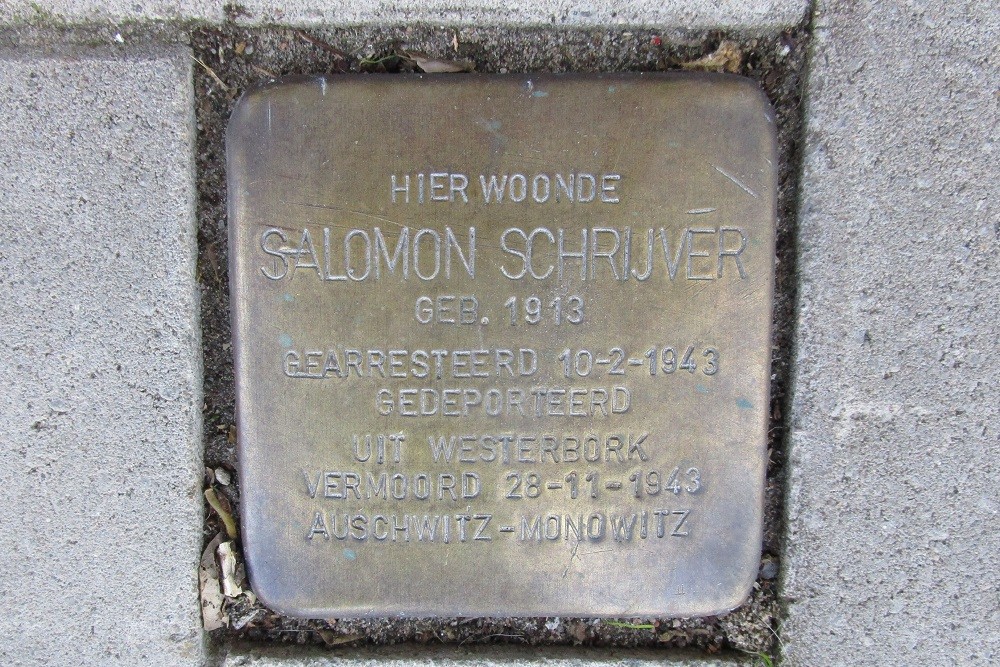 HIER WOONDE
SALOMON SCHRIJVER
GEB. 1913
GEARRESTEERD 10-2-1943
GEDEPORTEERD
UIT WESTERBORK
VERMOORD 28-11-1943
AUSCHWITZ-MONOWITZ